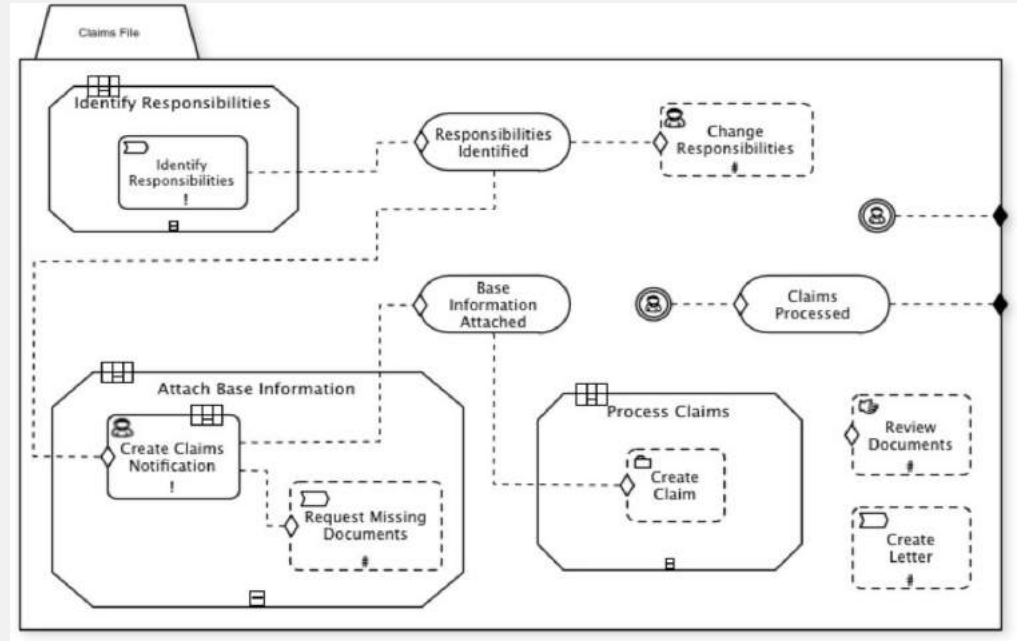 Claims File
Identify Responsibilities
Identify
Responsibilities
!
Responsibilities
Identified
Change
Responsibilities
#
Base
Information
Attached
Claims
Processed
Attach Base Information
Create Claims
Notification
!
Request Missing
Documents
#
Process Claims
Create
Claim
Review
Documents
#
Create
Letter
#